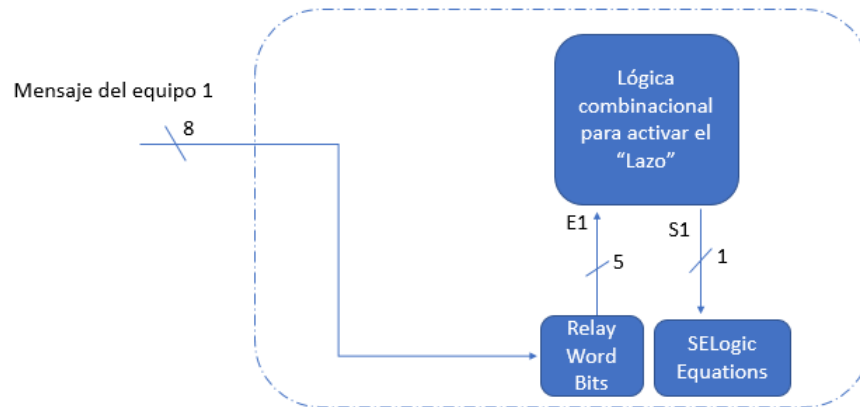 Lógica
combinacional
para activar el
“Lazo”
Mensaje del equipo 1
8
E1
S1
5
1
Relay
Word
Bits
SELogic
Equations